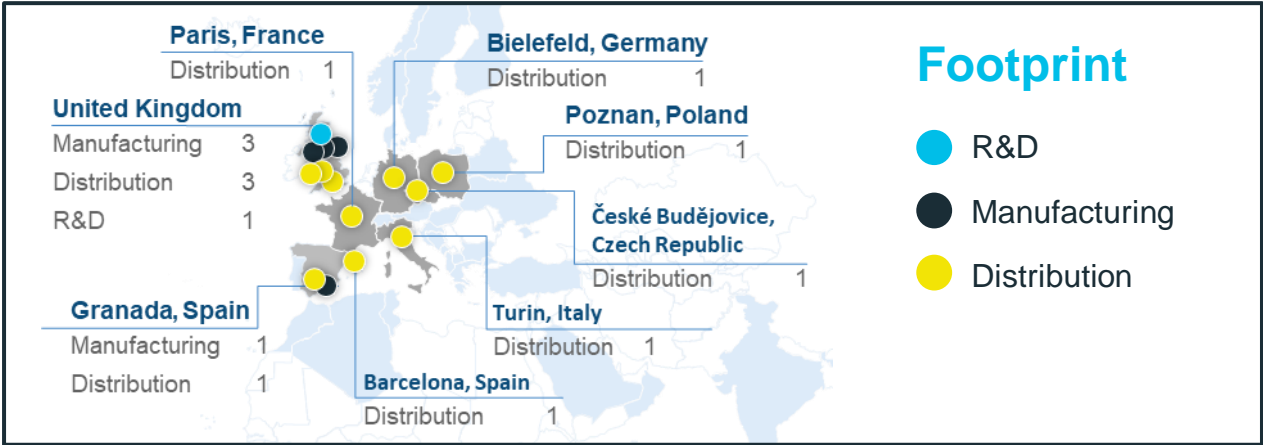 Paris, France
Distribution 1
United Kingdom
Manufacturing 3
Distribution 3
R&D 1
Granada, Spain
Manufacturing 1
Distribution 1
Bielefeld, Germany
Distribution 1
Poznan, Poland
Distribution 1
České Budějovice,
Czech Republic
Distribution 1
Turin, Italy
Distribution 1
Barcelona, Spain
Distribution 1
Footprint
R&D
Manufacturing
Distribution